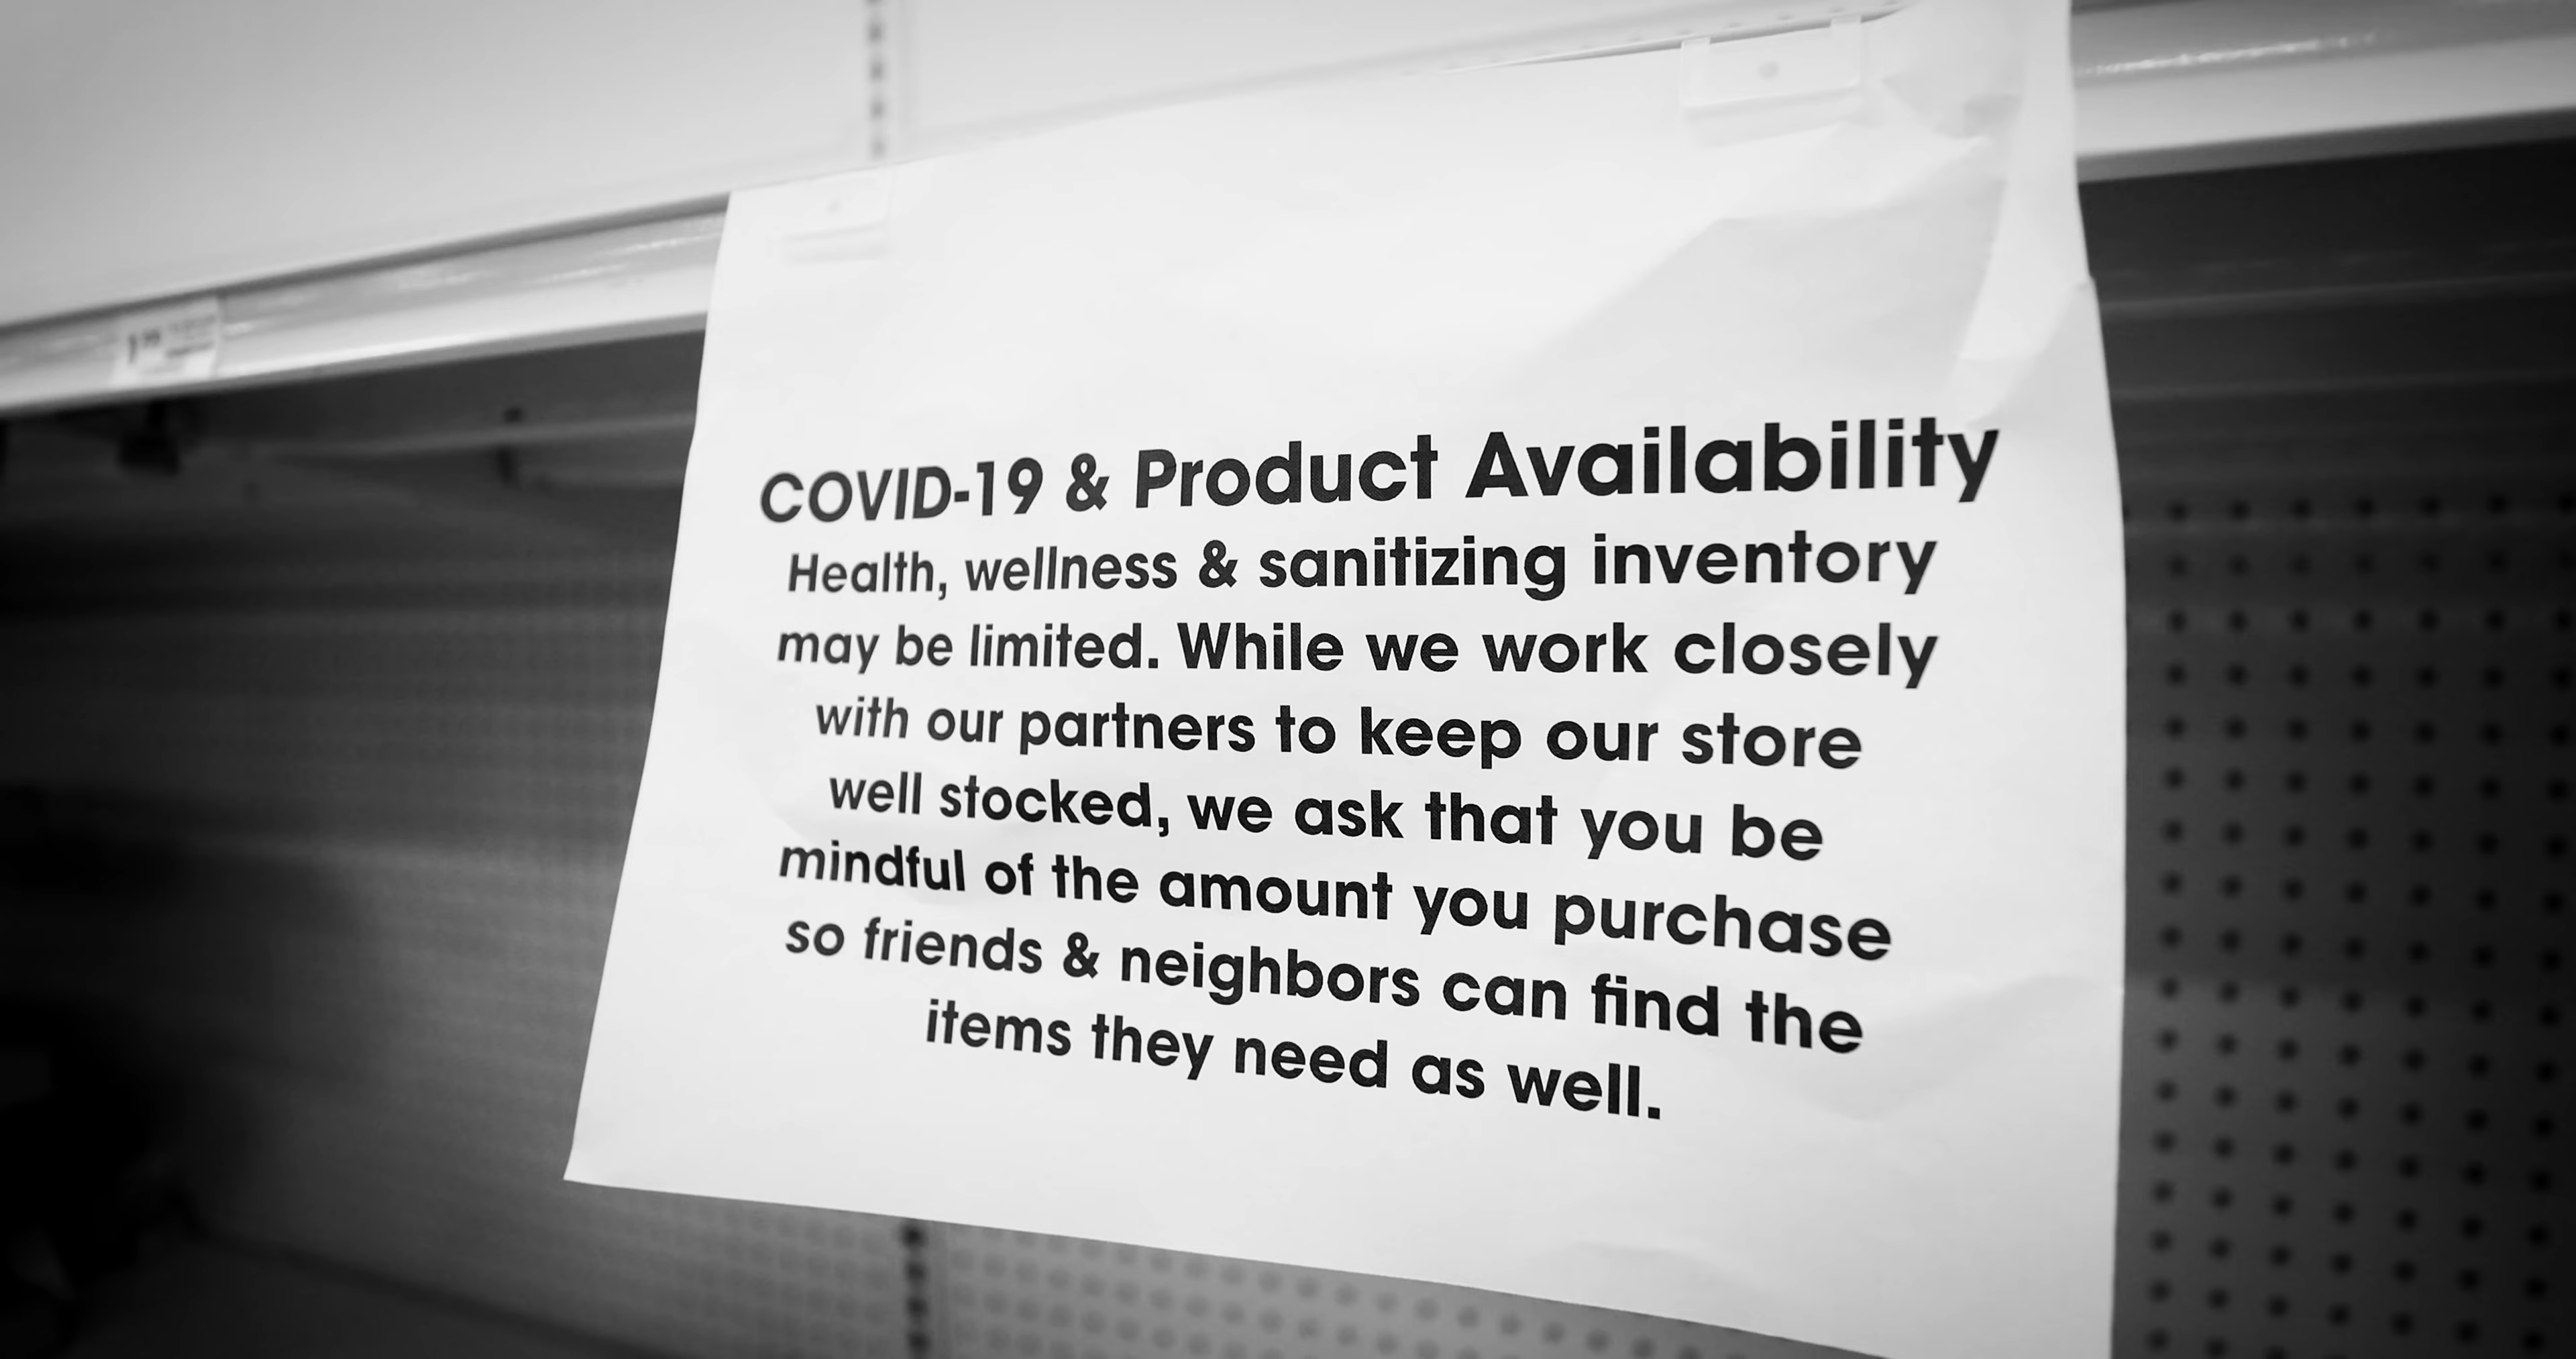 COVID-19 & Product Availability
Health, wellness & sanitizing inventory
may be limited. While we work closely
with our partners to keep our store
well stocked, we ask that you be
mindful of the amount you purchase
so friends & neighbors can find the
items they need as well.